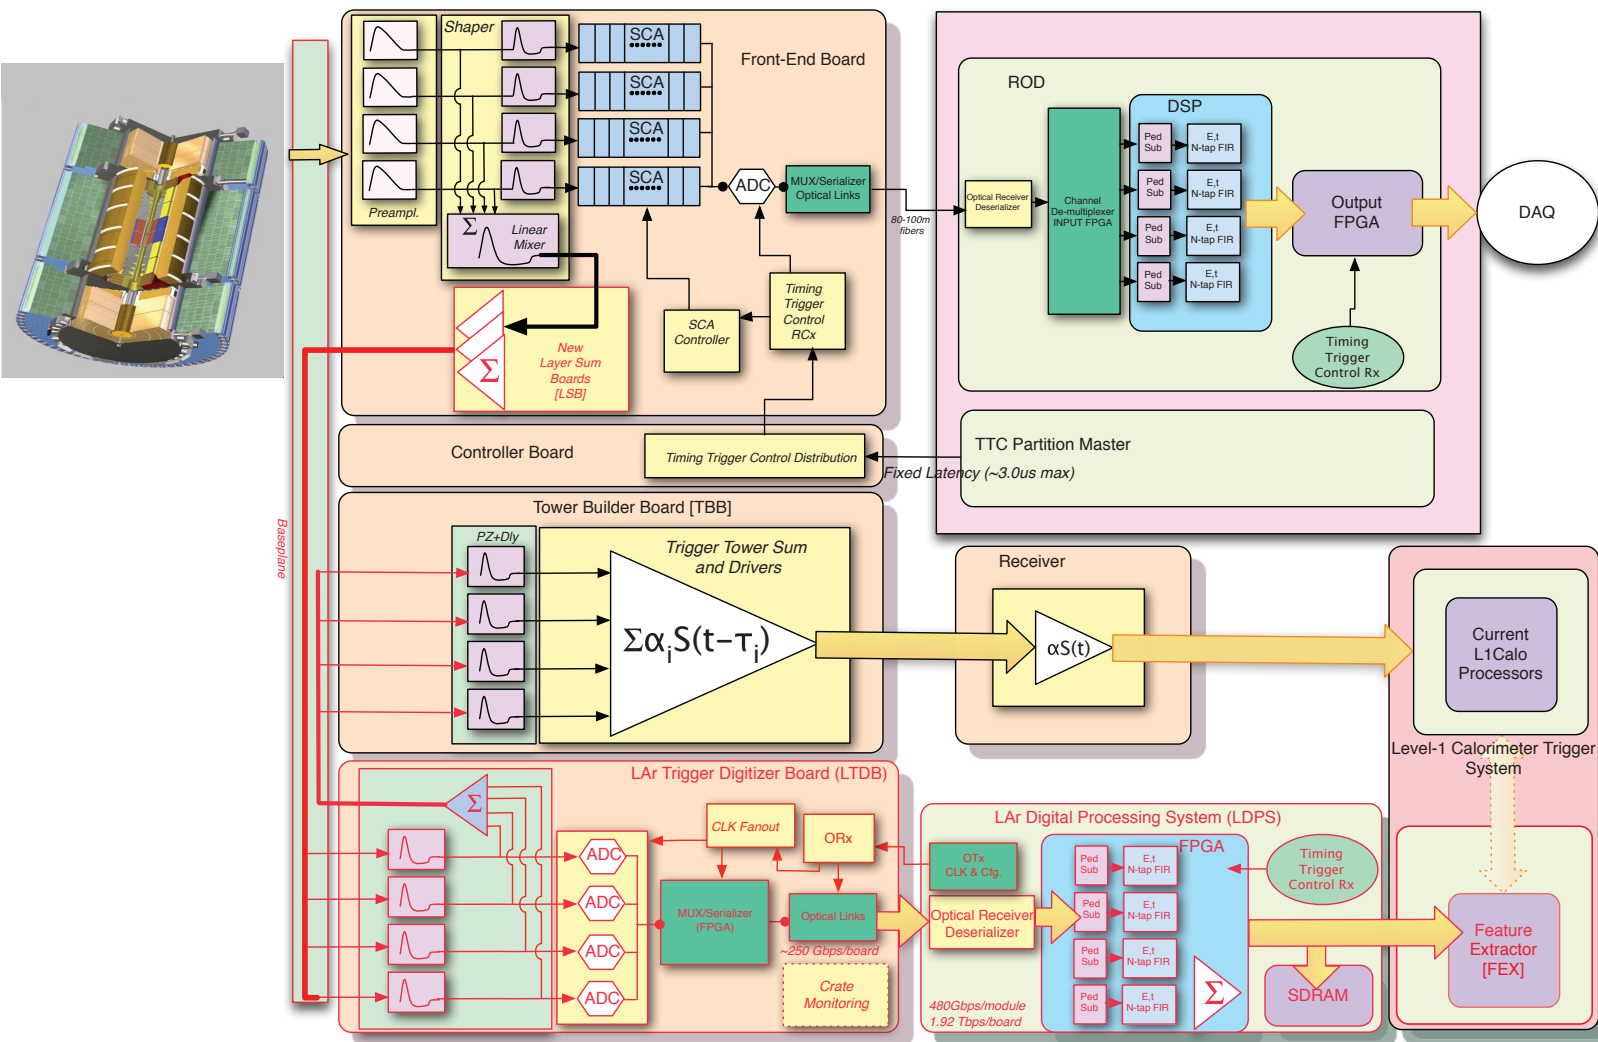 Shaper
Preampl.
SCA
SCA
SCA
SCA
Front-End Board
Σ
Linear
Mixer
ADC
MUX/Serializer
Optical Links
80-100m
fibers
New
Layer Sum
Boards
[LSB]
Σ
SCA
Controller
Timing
Trigger
Control
RCx
ROD
Optical Receiver
Deserializer
Channel
De-multiplexer
INPUT FPGA
DSP
Ped
Sub
E,t
N-tap FIR
Ped
Sub
E,t
N-tap FIR
Ped
Sub
E,t
N-tap FIR
Ped
Sub
E,t
N-tap FIR
Output
FPGA
DAQ
Timing
Trigger
Control Rx
Controller Board
Timing Trigger Control Distribution
TTC Partition Master
Fixed Latency (~3.0us max)
Baseplane
Tower Builder Board [TBB]
PZ+Dly
Trigger Tower Sum
and Drivers
ΣαᵢS(t−τᵢ)
Receiver
αS(t)
Current
L1Calo
Processors
Level-1 Calorimeter Trigger
System
LAr Trigger Digitizer Board (LTDB)
Σ
ADC
ADC
ADC
ADC
CLK Fanout
ORx
MUX/Serializer
(FPGA)
Optical Links
~250 Gbps/board
Crate
Monitoring
LAr Digital Processing System (LDPS)
OTx
CLK & Cfg.
Optical Receiver
Deserializer
480Gbps/module
1.92 Tbps/board
FPGA
Ped
Sub
E,t
N-tap FIR
Ped
Sub
E,t
N-tap FIR
Ped
Sub
E,t
N-tap FIR
Ped
Sub
E,t
N-tap FIR
Σ
Timing
Trigger
Control Rx
SDRAM
Feature
Extractor
[FEX]